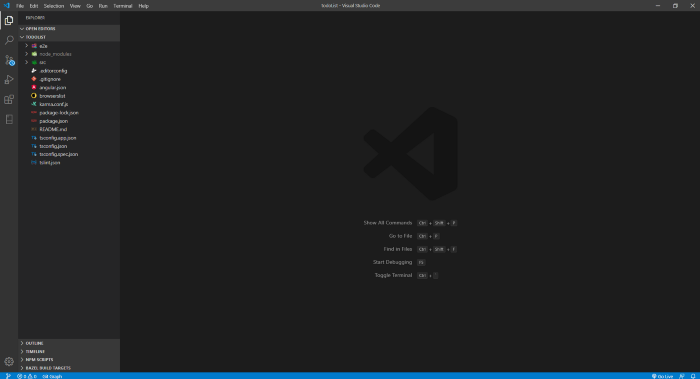 File Edit Selection View Go Run Terminal Help
TodoList - Visual Studio Code
EXPLORER
OPEN EDITORS
TODOLIST
e2e
node_modules
src
.editorconfig
.gitignore
angular.json
browserslist
karma.conf.js
package-lock.json
package.json
README.md
tsconfig.app.json
tsconfig.json
tsconfig.spec.json
tslint.json
Show All Commands Ctrl + Shift + P
Go to File Ctrl + P
Find in Files Ctrl + Shift + F
Start Debugging F5
Toggle Terminal Ctrl + `
OUTLINE
TIMELINE
NPM SCRIPTS
BAZEL BUILD TARGETS
0 0 Git Graph
Go Live